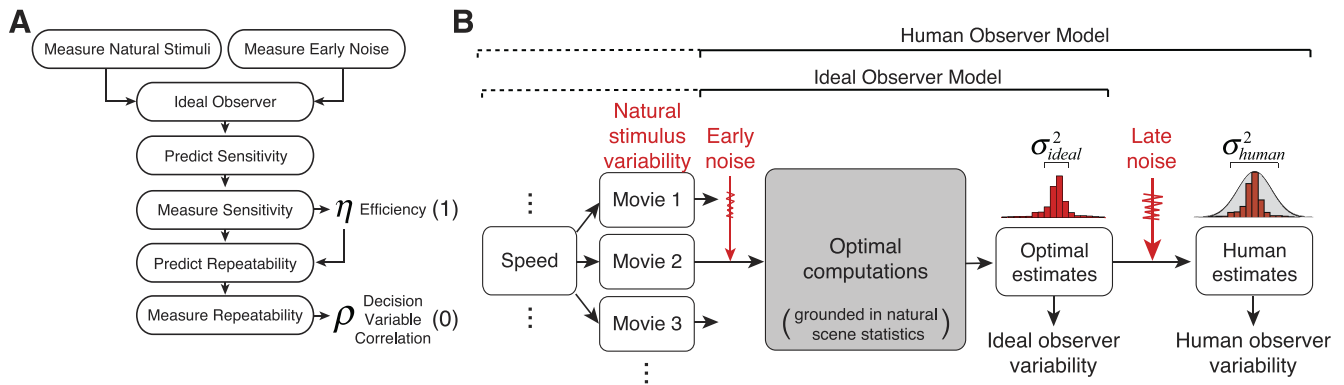 A
Measure Natural Stimuli
Measure Early Noise
Ideal Observer
Predict Sensitivity
Measure Sensitivity
η Efficiency (1)
Predict Repeatability
Measure Repeatability
ρ Decision Variable Correlation (0)
B
Human Observer Model
Ideal Observer Model
Natural
stimulus
variability
Early
noise
σ²ideal
Late
noise
σ²human
...
Speed
...
Movie 1
Movie 2
Movie 3
...
Optimal
computations
(grounded in natural
scene statistics)
Optimal
estimates
Human
estimates
Ideal observer
variability
Human observer
variability